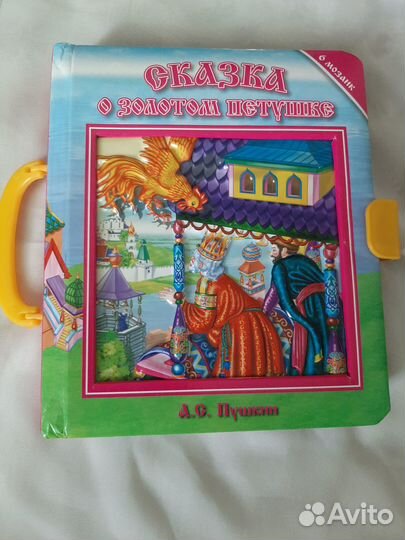 СКАЗКА
О ЗОЛОТОМ ПЕТУШКЕ
6 мозаик
А.С. Пушкин
Avito